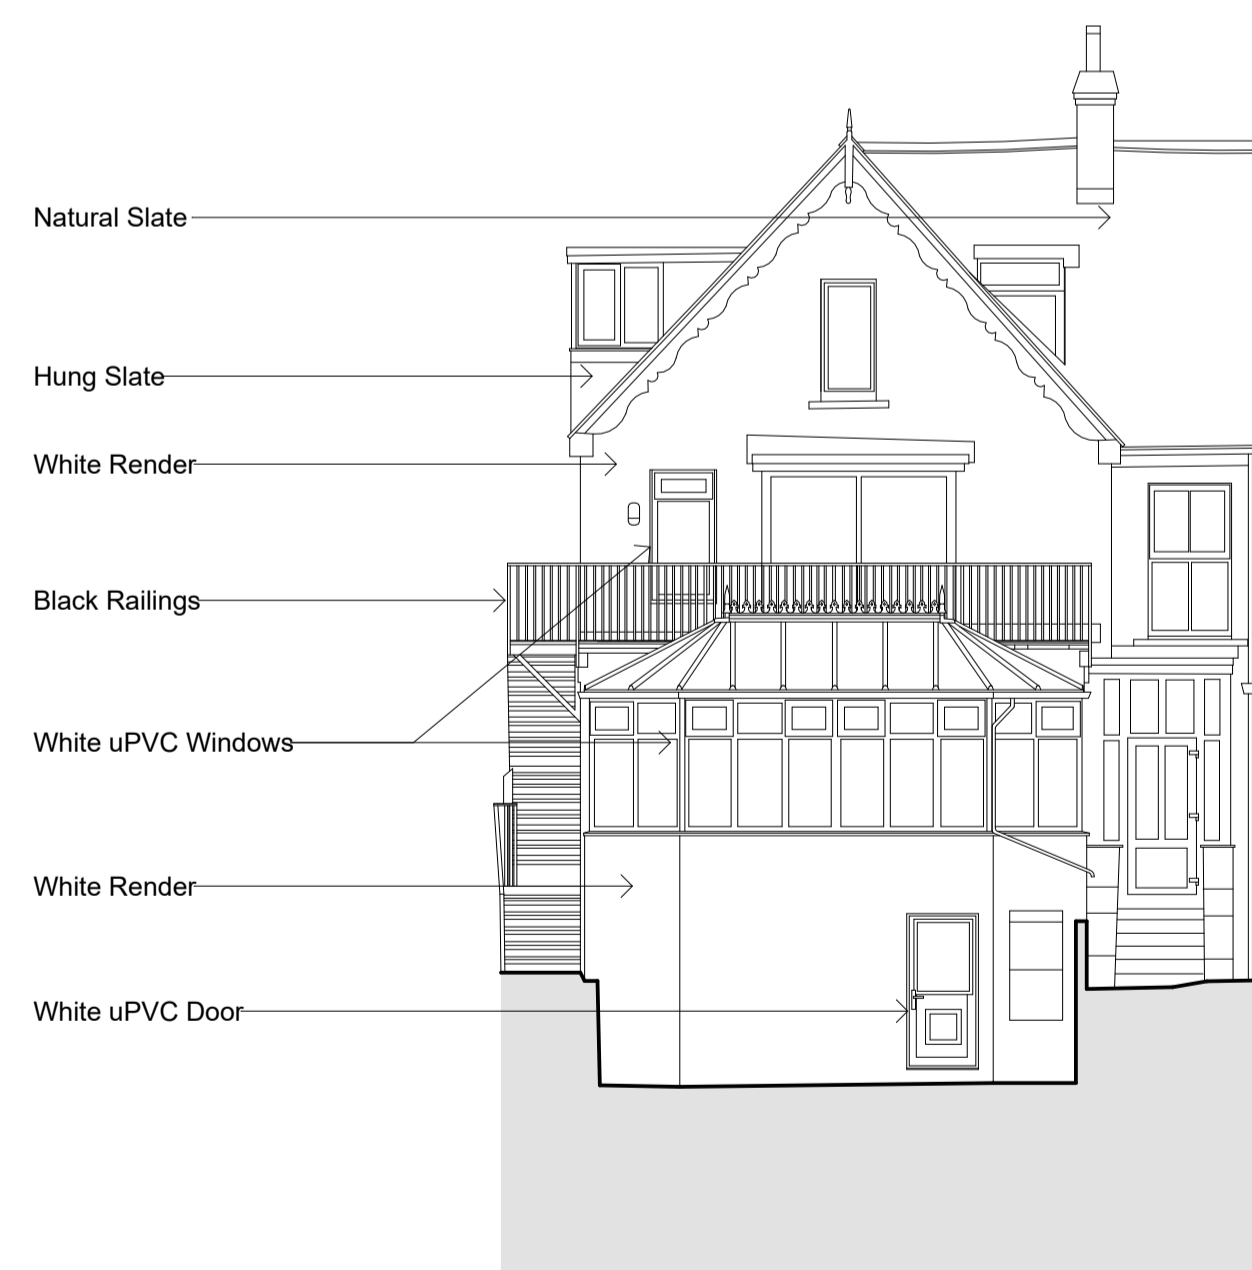 Natural Slate
Hung Slate
White Render
Black Railings
White uPVC Windows
White Render
White uPVC Door